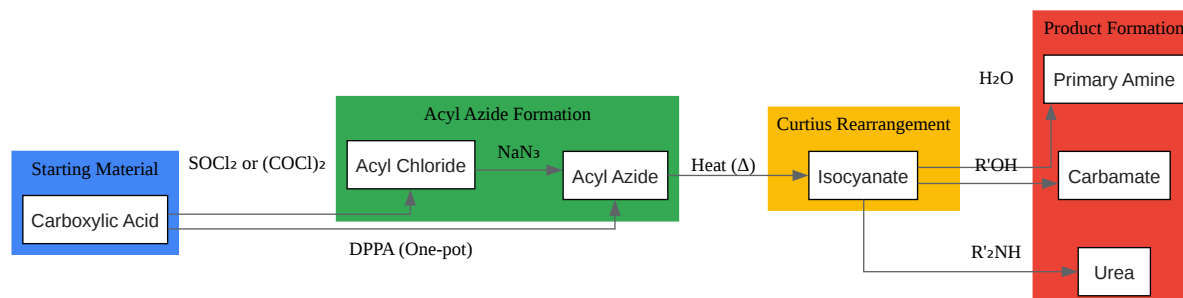 Starting Material
Carboxylic Acid
SOCl₂ or (COCl)₂
DPPA (One-pot)
Acyl Azide Formation
Acyl Chloride
NaN₃
Acyl Azide
Heat (Δ)
Curtius Rearrangement
Isocyanate
H₂O
R'OH
R'₂NH
Product Formation
Primary Amine
Carbamate
Urea